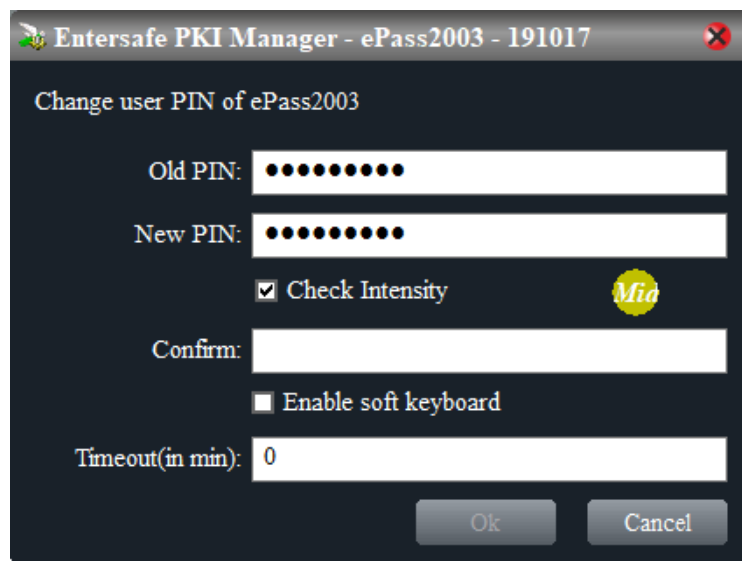 Entersafe PKI Manager - ePass2003 - 191017
Change user PIN of ePass2003
Old PIN: ●●●●●●●●●
New PIN: ●●●●●●●●●
Check Intensity Mid
Confirm:
Enable soft keyboard
Timeout(in min): 0
Ok Cancel